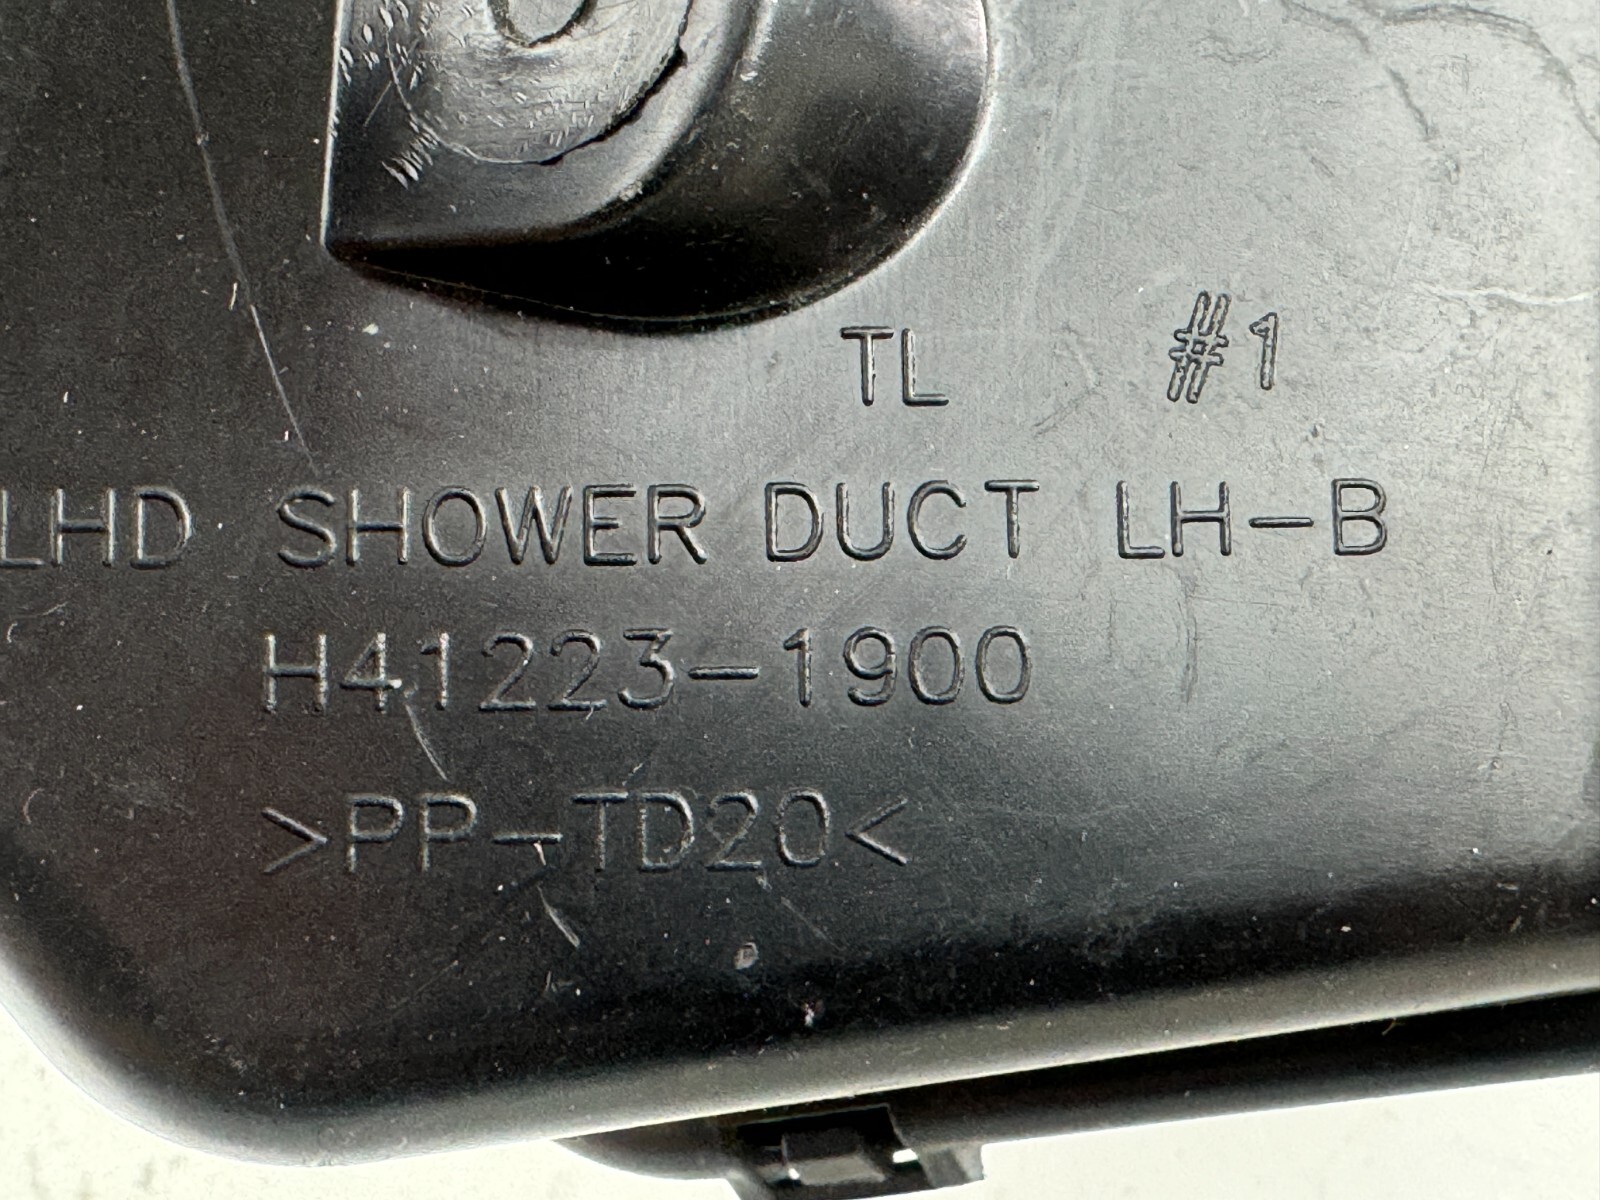 TL #1
LHD SHOWER DUCT LH-B
H41223-1900
>PP-TD20<